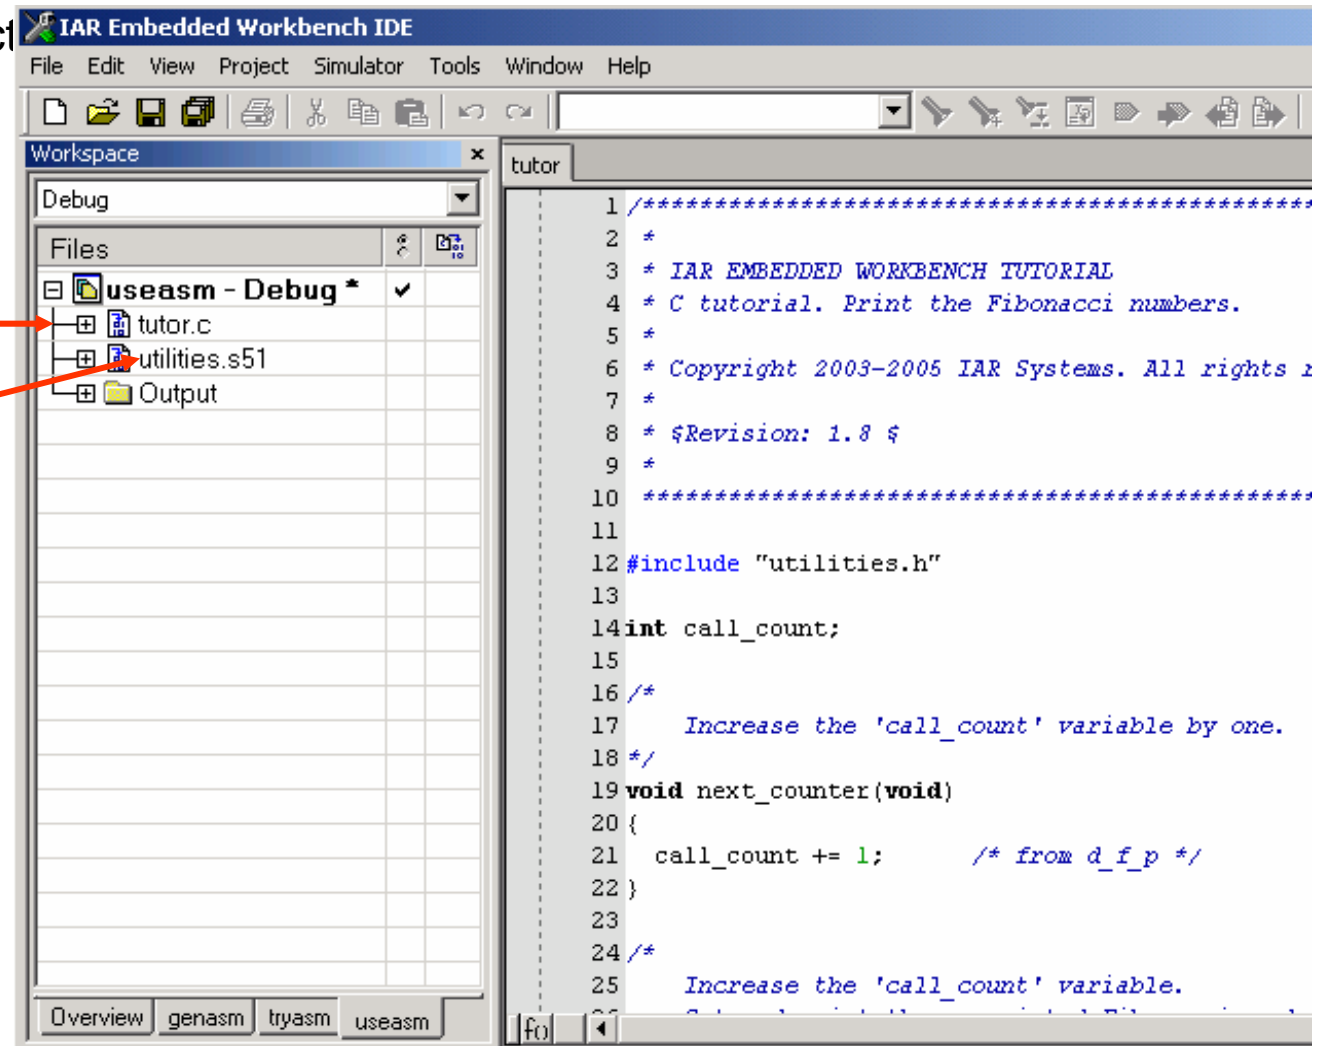 ct
IAR Embedded Workbench IDE
File Edit View Project Simulator Tools Window Help
Workspace
Debug
Files
useasm - Debug *
tutor.c
utilities.s51
Output
Overview genasm tryasm useasm
tutor
1 /***********************************************
2 *
3 * IAR EMBEDDED WORKBENCH TUTORIAL
4 * C tutorial. Print the Fibonacci numbers.
5 *
6 * Copyright 2003-2005 IAR Systems. All rights
7 *
8 * $Revision: 1.8 $
9 *
10 ***********************************************
11
12 #include "utilities.h"
13
14 int call_count;
15
16 /*
17 Increase the 'call_count' variable by one.
18 */
19 void next_counter(void)
20 {
21 call_count += 1; /* from d_f_p */
22 }
23
24 /*
25 Increase the 'call_count' variable.
f()